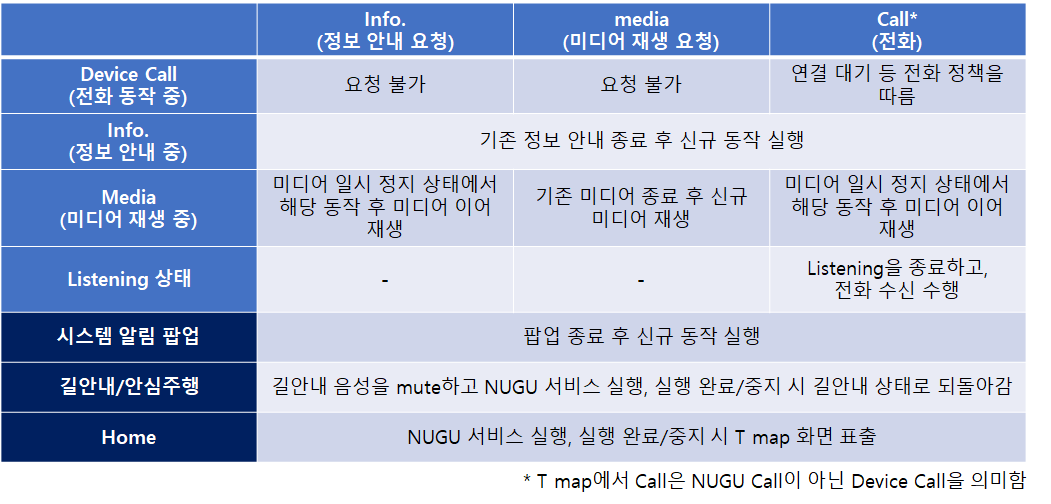 Info.
(정보 안내 요청)
media
(미디어 재생 요청)
Call*
(전화)
Device Call
(전화 동작 중)
요청 불가
요청 불가
연결 대기 등 전화 정책을
따름
Info.
(정보 안내 중)
기존 정보 안내 종료 후 신규 동작 실행
Media
(미디어 재생 중)
미디어 일시 정지 상태에서
해당 동작 후 미디어 이어
재생
기존 미디어 종료 후 신규
미디어 재생
미디어 일시 정지 상태에서
해당 동작 후 미디어 이어
재생
Listening 상태
-
-
Listening을 종료하고,
전화 수신 수행
시스템 알림 팝업
팝업 종료 후 신규 동작 실행
길안내/안심주행
길안내 음성을 mute하고 NUGU 서비스 실행, 실행 완료/중지 시 길안내 상태로 되돌아감
Home
NUGU 서비스 실행, 실행 완료/중지 시 T map 화면 표출
* T map에서 Call은 NUGU Call이 아닌 Device Call을 의미함